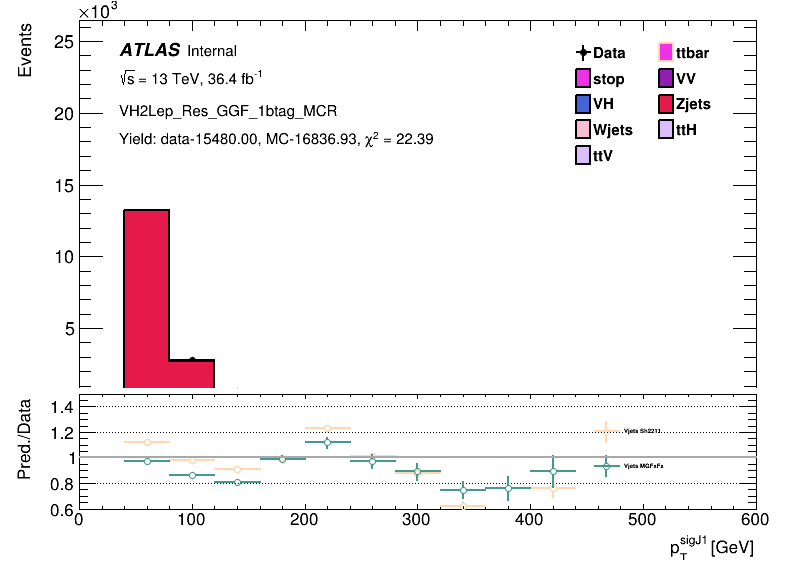 ×10³
Events
25
20
15
10
5
ATLAS Internal
√s = 13 TeV, 36.4 fb⁻¹
VH2Lep_Res_GGF_1btag_MCR
Yield: data-15480.00, MC-16836.93, χ² = 22.39
Data
ttbar
stop
VV
VH
Zjets
Wjets
ttH
ttV
Pred./Data
1.4
1.2
1
0.8
0.6
Vjets Sh2211
Vjets MGFxFx
0 100 200 300 400 500 600
p_T^sigJ1 [GeV]